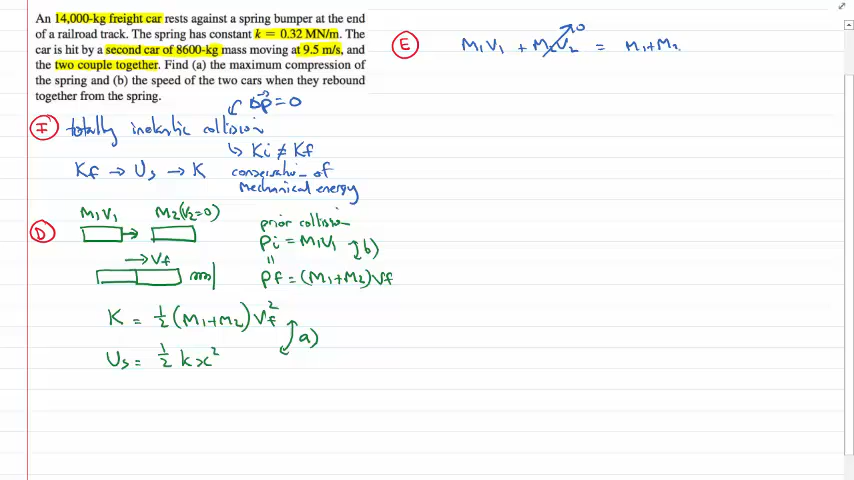 An 14,000-kg freight car rests against a spring bumper at the end
of a railroad track. The spring has constant k = 0.32 MN/m. The
car is hit by a second car of 8600-kg mass moving at 9.5 m/s, and
the two couple together. Find (a) the maximum compression of
the spring and (b) the speed of the two cars when they rebound
together from the spring.
Δp = 0
I totally inelastic collision
↳ Ki ≠ Kf
Kf → Us → K
conservation of
mechanical energy
D
M1V1 M2(V2=0)
→ Vf
prior collision
Pi = M1V1
b)
Pf = (M1+M2)Vf
K = 1/2 (M1+M2) Vf²
a)
Us = 1/2 kx²
E M1V1 + M2V2 0 = M1+M2